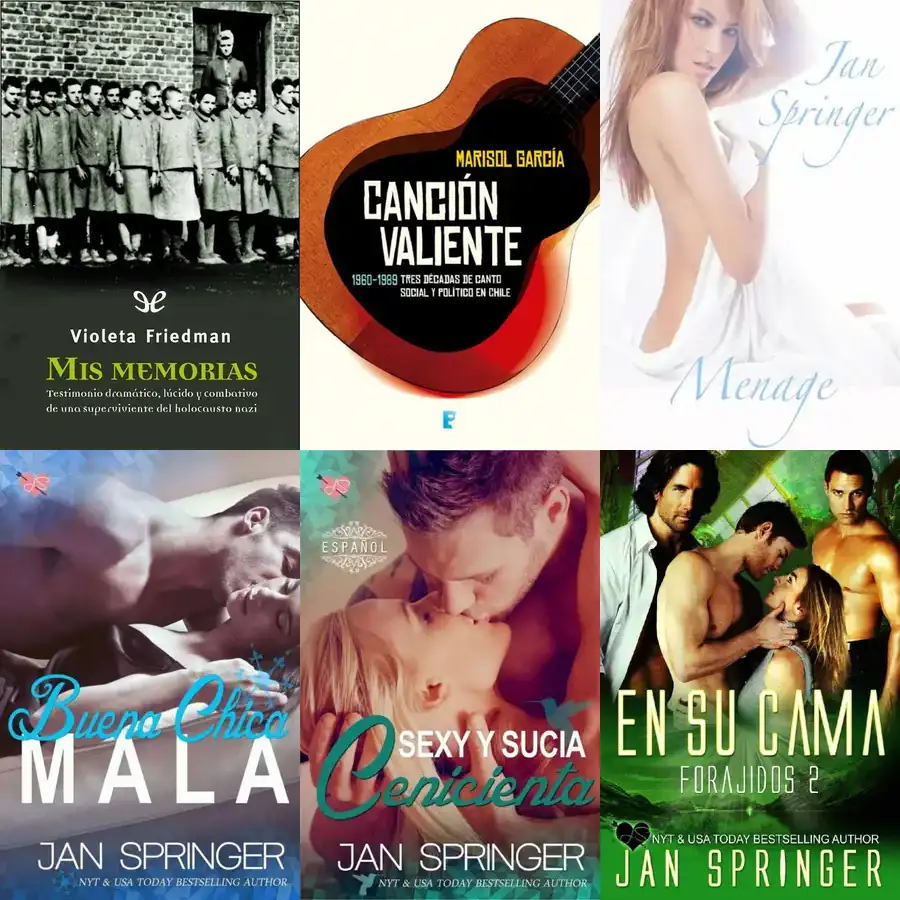 Violeta Friedman
MIS MEMORIAS
Testimonio dramático, lúcido y combativo
de una superviviente del holocausto nazi
MARISOL GARCÍA
CANCIÓN
VALIENTE
1960-1989 TRES DÉCADAS DE CANTO
SOCIAL Y POLÍTICO EN CHILE
B
Jan
Springer
Menage
JS
Buena Chica
MALA
JAN SPRINGER
NYT & USA TODAY BESTSELLING AUTHOR
JS
ESPAÑOL
SEXY Y SUCIA
Cenicienta
JAN SPRINGER
NYT & USA TODAY BESTSELLING AUTHOR
EN SU CAMA
FORAJIDOS 2
NYT & USA TODAY BESTSELLING AUTHOR
JAN SPRINGER